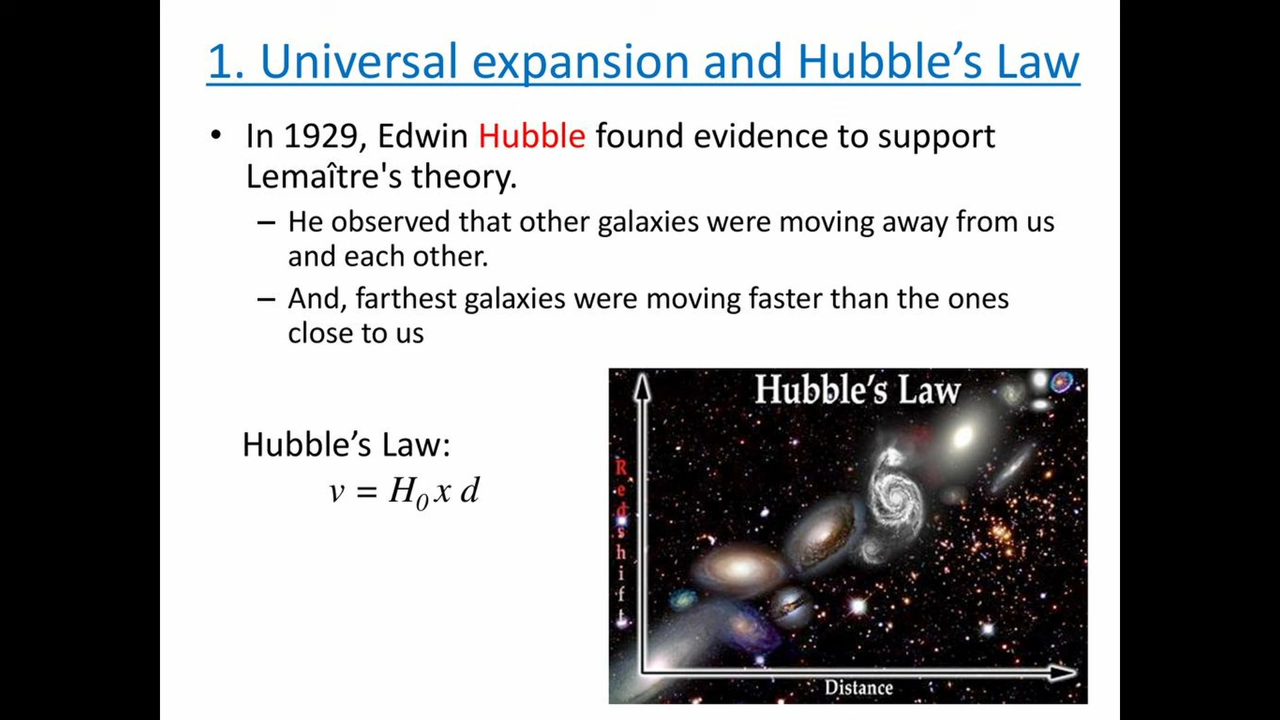 1. Universal expansion and Hubble’s Law
• In 1929, Edwin Hubble found evidence to support
Lemaître's theory.
– He observed that other galaxies were moving away from us
and each other.
– And, farthest galaxies were moving faster than the ones
close to us
Hubble’s Law:
v = H₀ x d
Hubble’s Law
Redshift
Distance